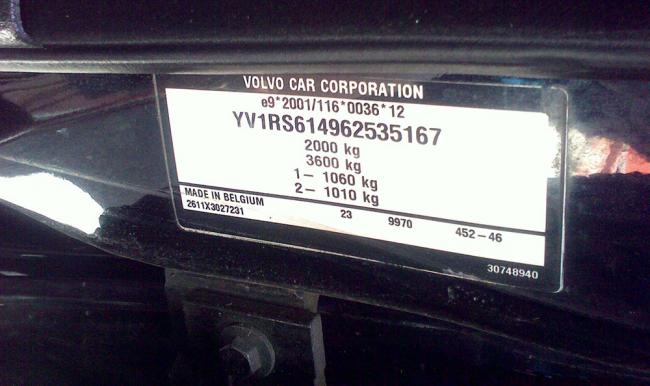 VOLVO CAR CORPORATION
e9*2001/116*0036*12
YV1RS614962535167
2000 kg
3600 kg
1- 1060 kg
2- 1010 kg
MADE IN BELGIUM
2611X3027231 23 9970 452-46
30748940